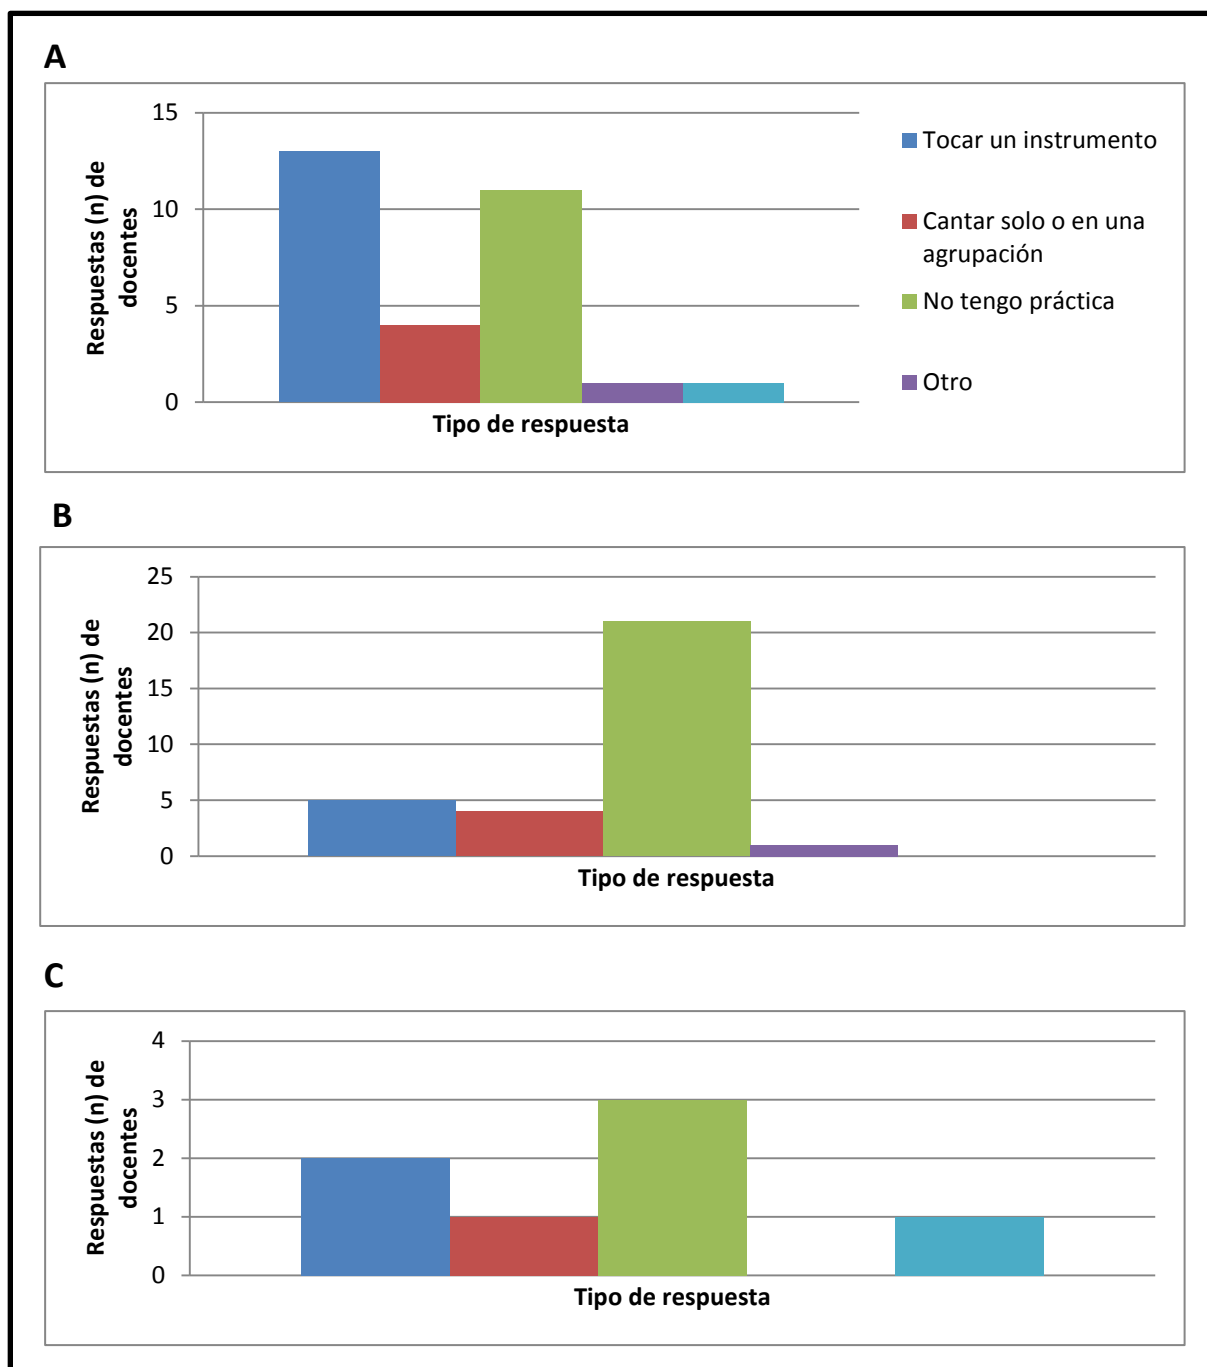 A
15
10
5
0
Respuestas (n) de
docentes
Tipo de respuesta
Tocar un instrumento
Cantar solo o en una
agrupación
No tengo práctica
Otro
B
25
20
15
10
5
0
Respuestas (n) de
docentes
Tipo de respuesta
C
4
3
2
1
0
Respuestas (n) de
docentes
Tipo de respuesta